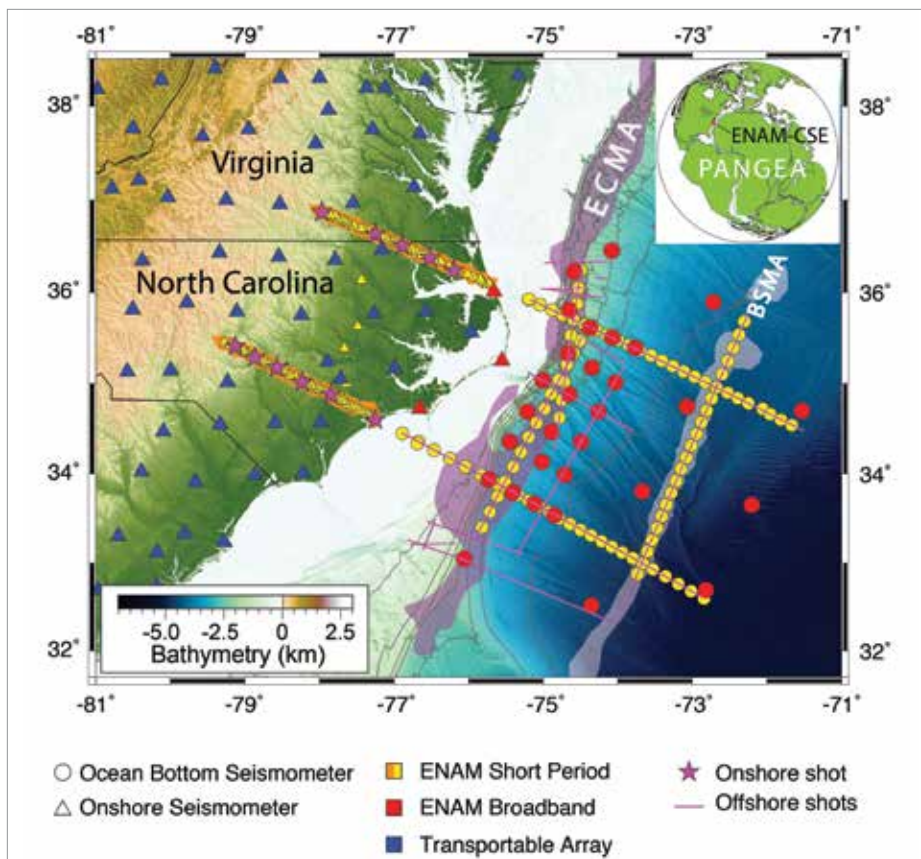 -81˚ -79˚ -77˚ -75˚ -73˚ -71˚
38˚ 38˚
ENAM-CSE
PANGEA
Virginia
ECMA
North Carolina
36˚ 36˚
BSMA
34˚ 34˚
-5.0 -2.5 0 2.5
Bathymetry (km)
32˚ 32˚
-81˚ -79˚ -77˚ -75˚ -73˚ -71˚
Ocean Bottom Seismometer ENAM Short Period Onshore shot
Onshore Seismometer ENAM Broadband Offshore shots
Transportable Array